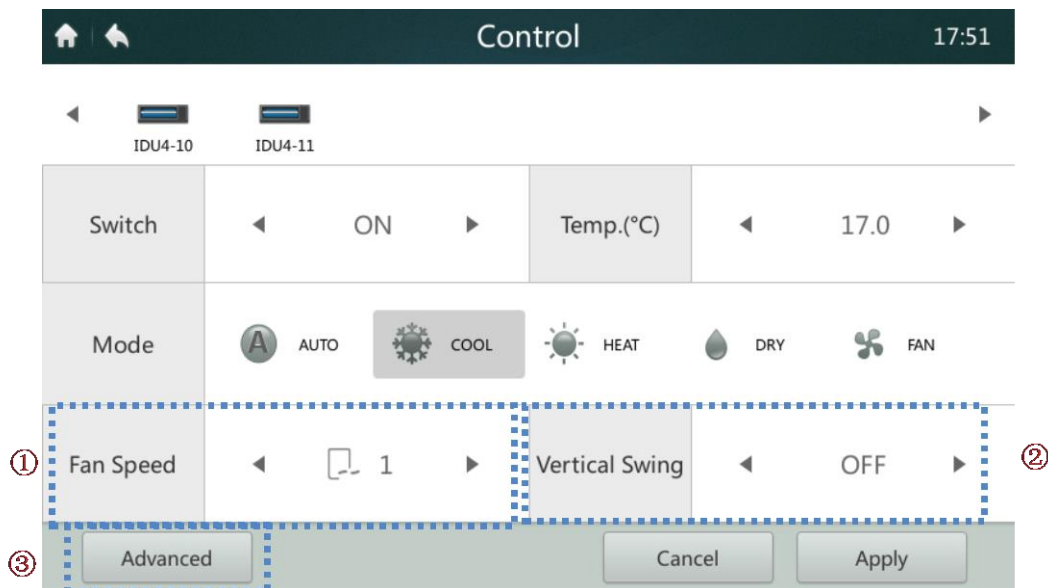 Control 17:51
IDU4-10 IDU4-11
Switch ON Temp.(°C) 17.0
Mode A AUTO COOL HEAT DRY FAN
① Fan Speed 1 Vertical Swing OFF ②
③ Advanced Cancel Apply